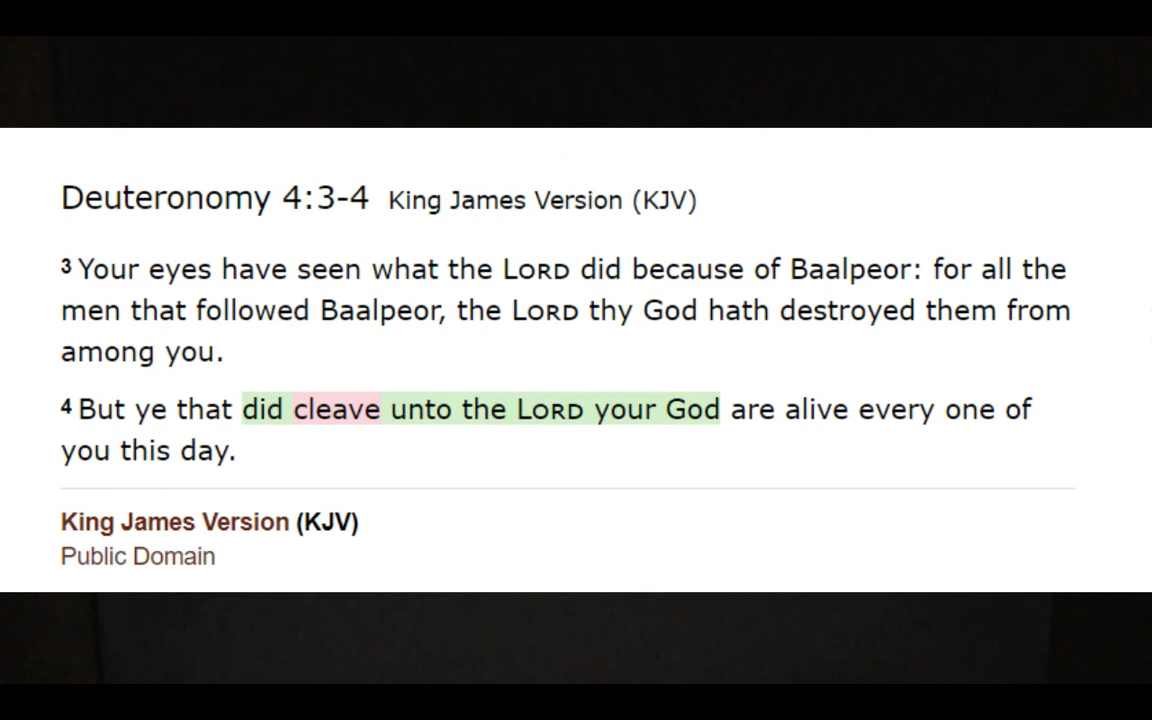 Deuteronomy 4:3-4 King James Version (KJV)
3 Your eyes have seen what the LORD did because of Baalpeor: for all the
men that followed Baalpeor, the LORD thy God hath destroyed them from
among you.
4 But ye that did cleave unto the LORD your God are alive every one of
you this day.
King James Version (KJV)
Public Domain